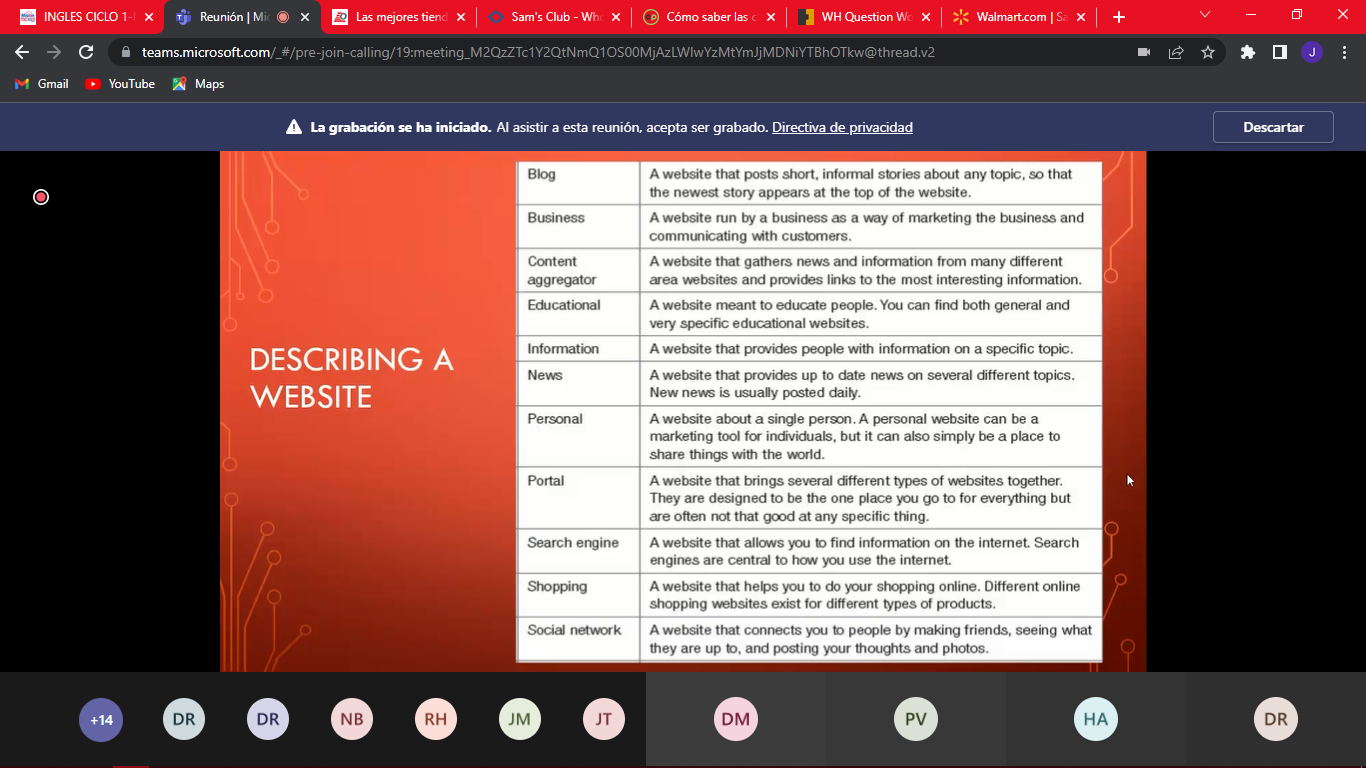 INGLES CICLO 1-
Reunión | Mi
Las mejores tiend
Sam's Club - Who
Cómo saber las c
WH Question Wo
Walmart.com | Sa
teams.microsoft.com/_#/pre-join-calling/19:meeting_M2QzZTc1Y2QtNmQ1OS00MjAzLWIwYzMtYmJjMDNiYTBhOTkw@thread.v2
J
Gmail
YouTube
Maps
La grabación se ha iniciado. Al asistir a esta reunión, acepta ser grabado. Directiva de privacidad
Descartar
DESCRIBING A
WEBSITE
Blog
A website that posts short, informal stories about any topic, so that
the newest story appears at the top of the website.
Business
A website run by a business as a way of marketing the business and
communicating with customers.
Content
aggregator
A website that gathers news and information from many different
area websites and provides links to the most interesting information.
Educational
A website meant to educate people. You can find both general and
very specific educational websites.
Information
A website that provides people with information on a specific topic.
News
A website that provides up to date news on several different topics.
New news is usually posted daily.
Personal
A website about a single person. A personal website can be a
marketing tool for individuals, but it can also simply be a place to
share things with the world.
Portal
A website that brings several different types of websites together.
They are designed to be the one place you go to for everything but
are often not that good at any specific thing.
Search engine
A website that allows you to find information on the internet. Search
engines are central to how you use the internet.
Shopping
A website that helps you to do your shopping online. Different online
shopping websites exist for different types of products.
Social network
A website that connects you to people by making friends, seeing what
they are up to, and posting your thoughts and photos.
+14
DR
DR
NB
RH
JM
JT
DM
PV
HA
DR